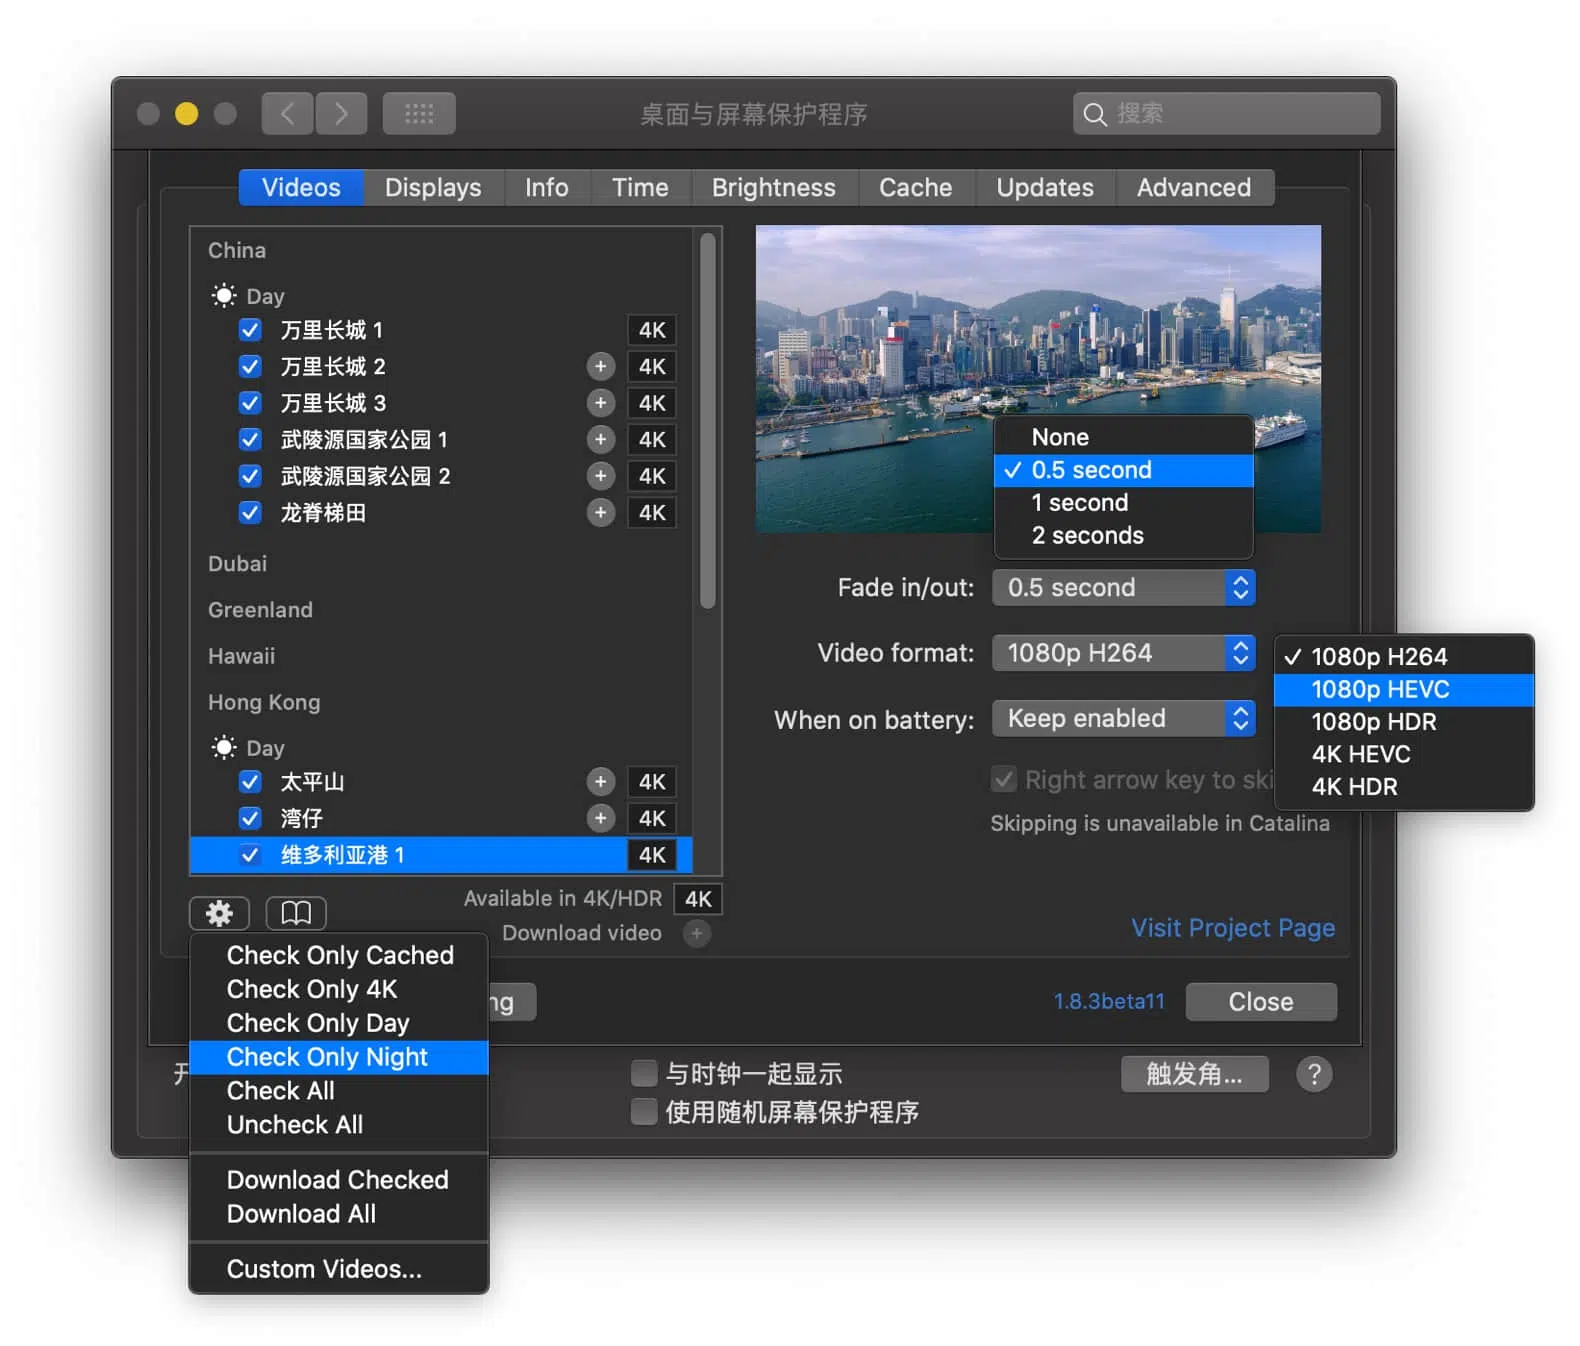 桌面与屏幕保护程序
搜索
Videos Displays Info Time Brightness Cache Updates Advanced
China
Day
万里长城 1 4K
万里长城 2 + 4K
万里长城 3 + 4K
武陵源国家公园 1 + 4K
武陵源国家公园 2 + 4K
龙脊梯田 + 4K
Dubai
Greenland
Hawaii
Hong Kong
Day
太平山 + 4K
湾仔 + 4K
维多利亚港 1 4K
Available in 4K/HDR 4K
Download video +
None
0.5 second
1 second
2 seconds
Fade in/out: 0.5 second
Video format: 1080p H264
When on battery: Keep enabled
1080p H264
1080p HEVC
1080p HDR
4K HEVC
4K HDR
Right arrow key to ski
Skipping is unavailable in Catalina
Visit Project Page
Check Only Cached
Check Only 4K
Check Only Day
Check Only Night
Check All
Uncheck All
Download Checked
Download All
Custom Videos...
ng
1.8.3beta11
Close
与时钟一起显示
使用随机屏幕保护程序
触发角...
?